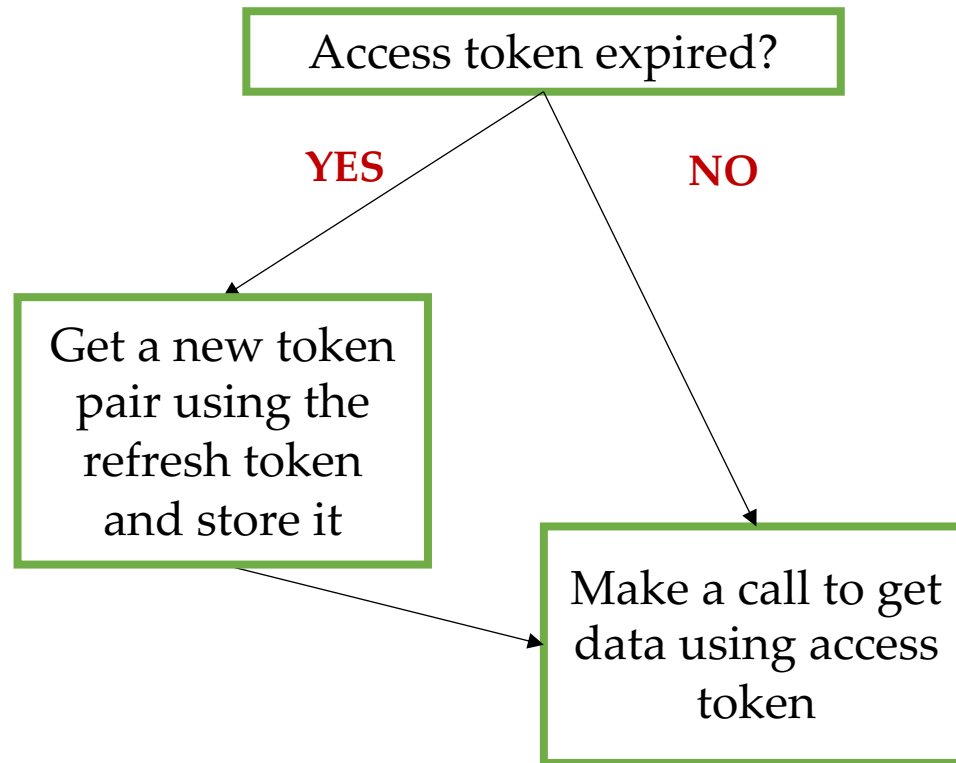 Access token expired?
YES
NO
Get a new token
pair using the
refresh token
and store it
Make a call to get
data using access
token